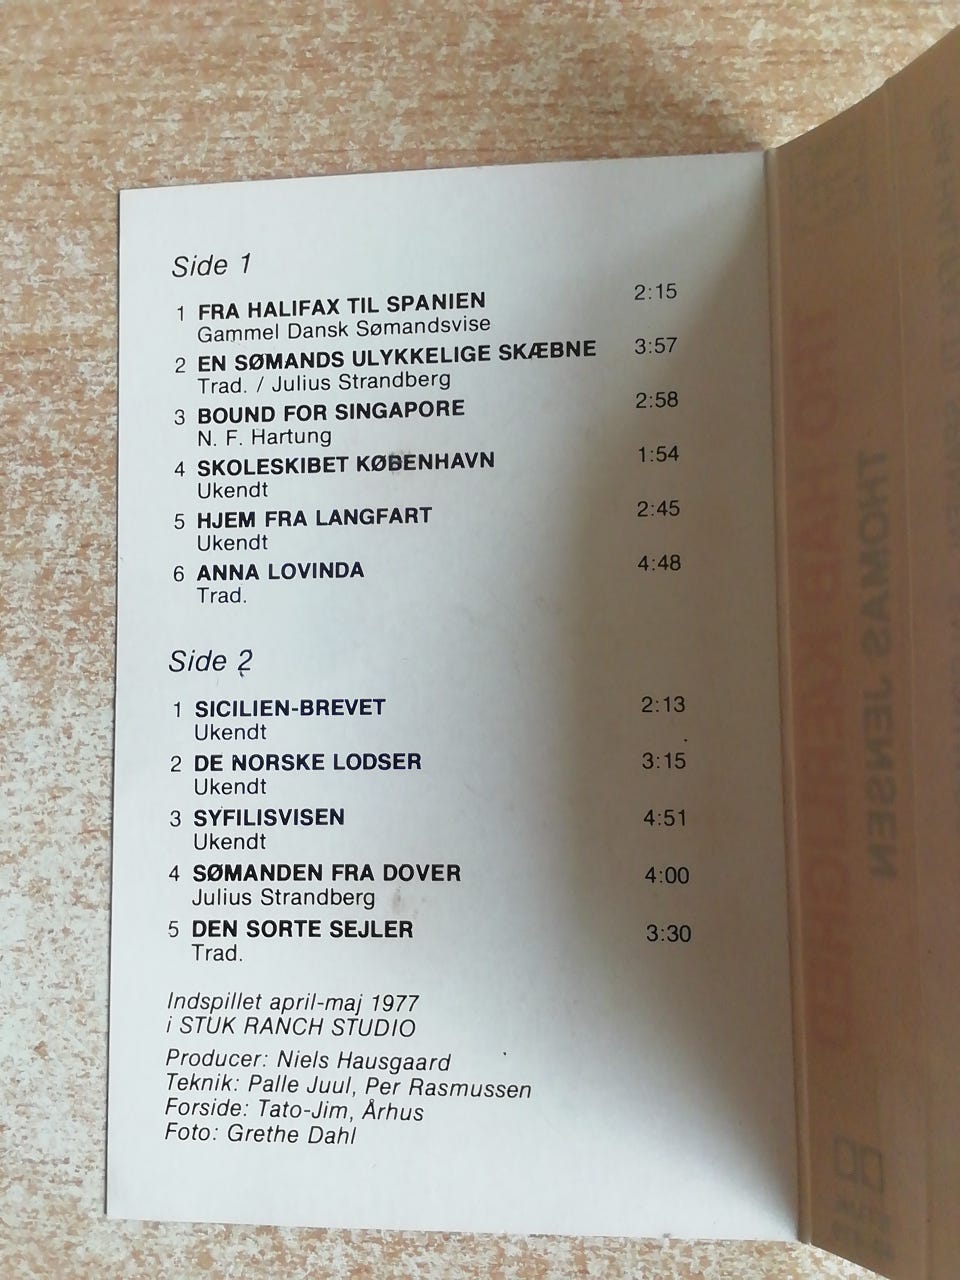 Side 1
1 FRA HALIFAX TIL SPANIEN 2:15
Gammel Dansk Sømandsvise
2 EN SØMANDS ULYKKELIGE SKÆBNE 3:57
Trad. / Julius Strandberg
3 BOUND FOR SINGAPORE 2:58
N. F. Hartung
4 SKOLESKIBET KØBENHAVN 1:54
Ukendt
5 HJEM FRA LANGFART 2:45
Ukendt
6 ANNA LOVINDA 4:48
Trad.
Side 2
1 SICILIEN-BREVET 2:13
Ukendt
2 DE NORSKE LODSER 3:15
Ukendt
3 SYFILISVISEN 4:51
Ukendt
4 SØMANDEN FRA DOVER 4:00
Julius Strandberg
5 DEN SORTE SEJLER 3:30
Trad.
Indspillet april-maj 1977
i STUK RANCH STUDIO
Producer: Niels Hausgaard
Teknik: Palle Juul, Per Rasmussen
Forside: Tato-Jim, Århus
Foto: Grethe Dahl
THOMAS JENSEN